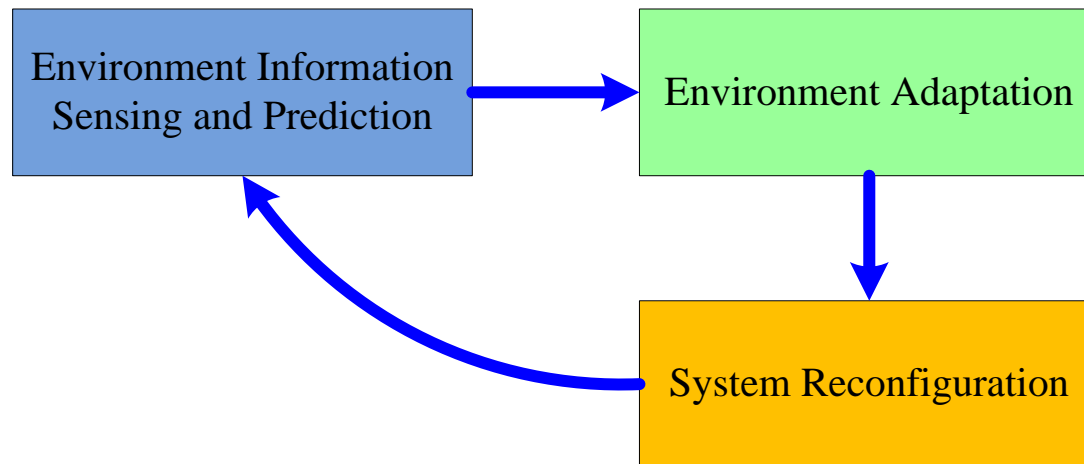 Environment Information
Sensing and Prediction
Environment Adaptation
System Reconfiguration